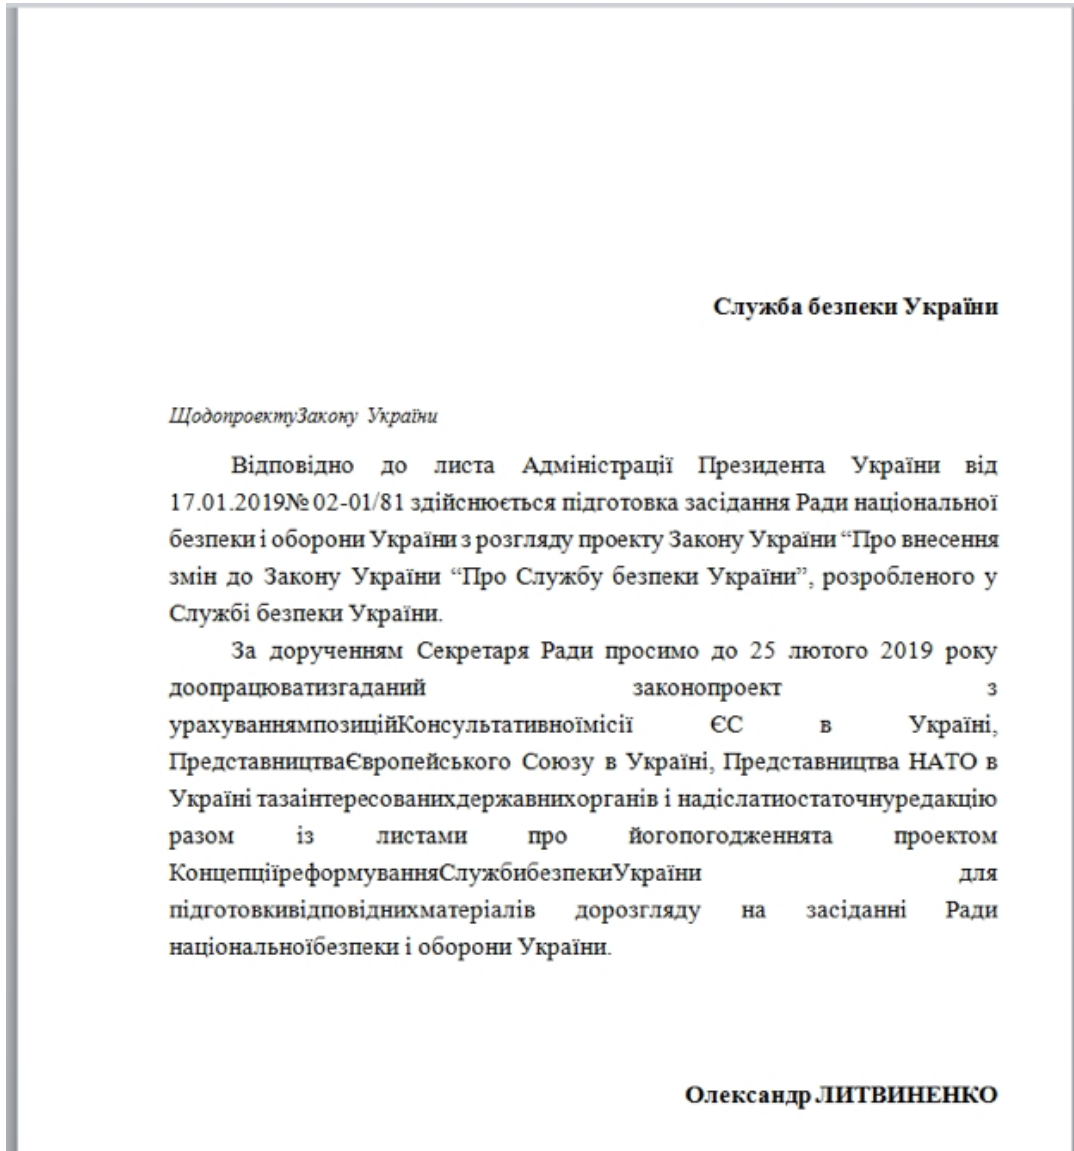 Служба безпеки України
ЩодопроектуЗакону України
Відповідно до листа Адміністрації Президента України від
17.01.2019№ 02-01/81 здійснюється підготовка засідання Ради національної
безпеки і оборони України з розгляду проекту Закону України “Про внесення
змін до Закону України “Про Службу безпеки України”, розробленого у
Службі безпеки України.
За дорученням Секретаря Ради просимо до 25 лютого 2019 року
доопрацюватизгаданий законопроект з
урахуваннямпозиційКонсультативноїмісії ЄС в Україні,
ПредставництваЄвропейського Союзу в Україні, Представництва НАТО в
Україні тазаінтересованихдержавнихорганів і надіслатиостаточнуредакцію
разом із листами про йогопогодженнята проектом
КонцепціїреформуванняСлужбибезпекиУкраїни для
підготовкивідповіднихматеріалів дорозгляду на засіданні Ради
національноїбезпеки і оборони України.
Олександр ЛИТВИНЕНКО